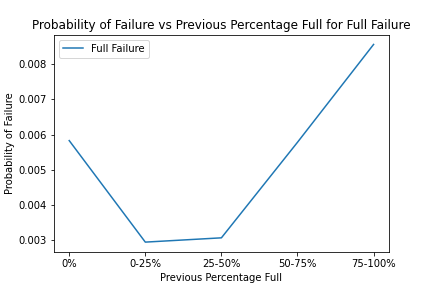 Probability of Failure vs Previous Percentage Full for Full Failure
Full Failure
0.008
0.007
0.006
0.005
0.004
0.003
Probability of Failure
0%
0-25%
25-50%
50-75%
75-100%
Previous Percentage Full